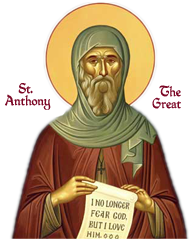 St.
Anthony
The
Great
I NO LONGER
FEAR GOD,
BUT I LOVE
HIM...